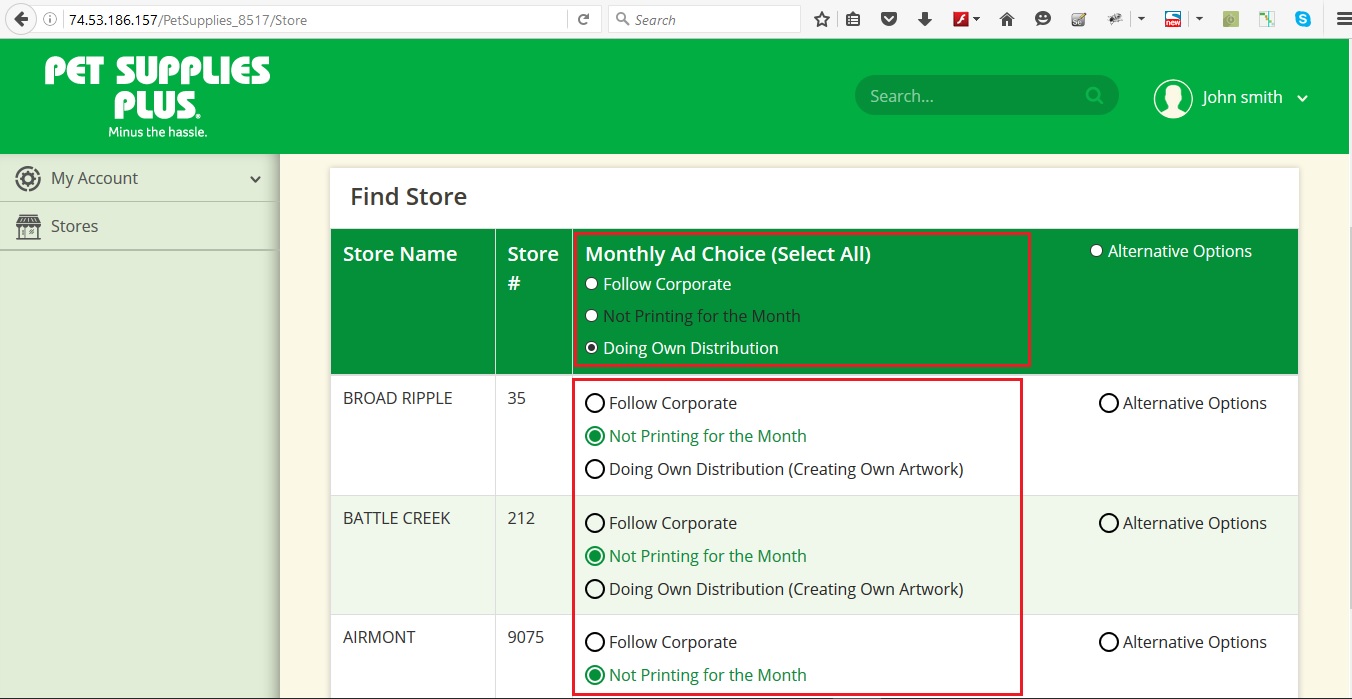 74.53.186.157/PetSupplies_8517/Store
Search
new
PET SUPPLIES
PLUS®
Minus the hassle.
Search...
John smith
My Account
Stores
Find Store
Store Name
Store
#
Monthly Ad Choice (Select All)
Follow Corporate
Not Printing for the Month
Doing Own Distribution
Alternative Options
BROAD RIPPLE
35
Follow Corporate
Not Printing for the Month
Doing Own Distribution (Creating Own Artwork)
Alternative Options
BATTLE CREEK
212
Follow Corporate
Not Printing for the Month
Doing Own Distribution (Creating Own Artwork)
Alternative Options
AIRMONT
9075
Follow Corporate
Not Printing for the Month
Alternative Options